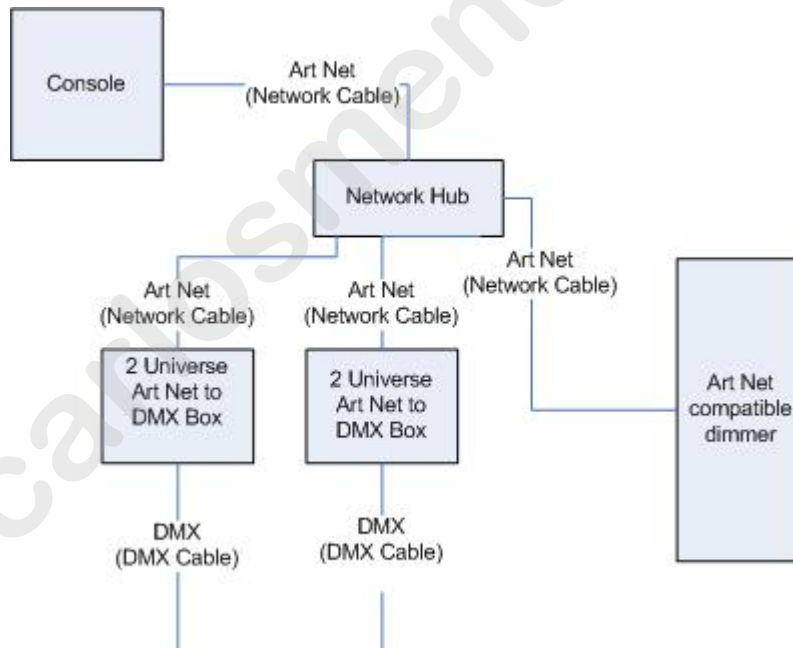 Console
Art Net
(Network Cable)
Network Hub
Art Net
(Network Cable)
Art Net
(Network Cable)
Art Net
(Network Cable)
2 Universe
Art Net to
DMX Box
2 Universe
Art Net to
DMX Box
Art Net
compatible
dimmer
DMX
(DMX Cable)
DMX
(DMX Cable)
carlosmen